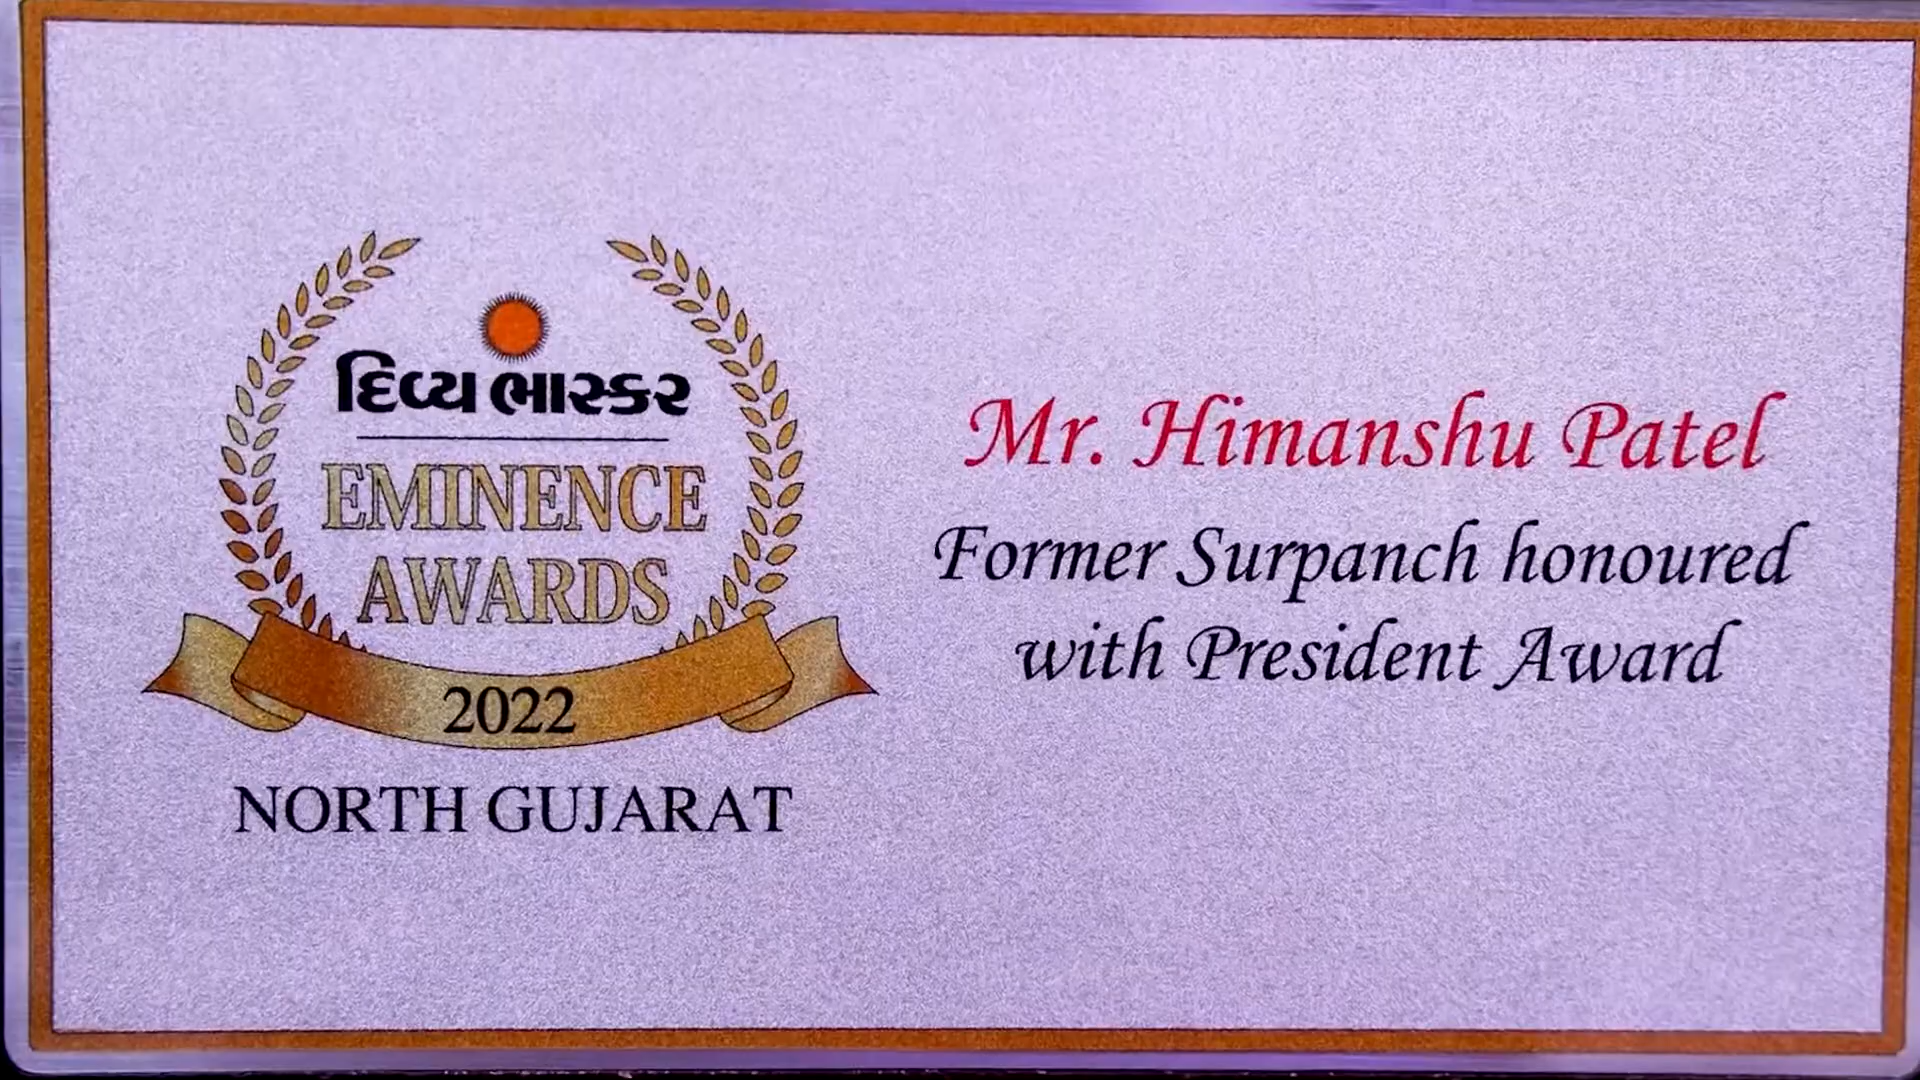 દિવ્ય ભાસ્કર
EMINENCE
AWARDS
2022
NORTH GUJARAT
Mr. Himanshu Patel
Former Surpanch honoured
with President Award